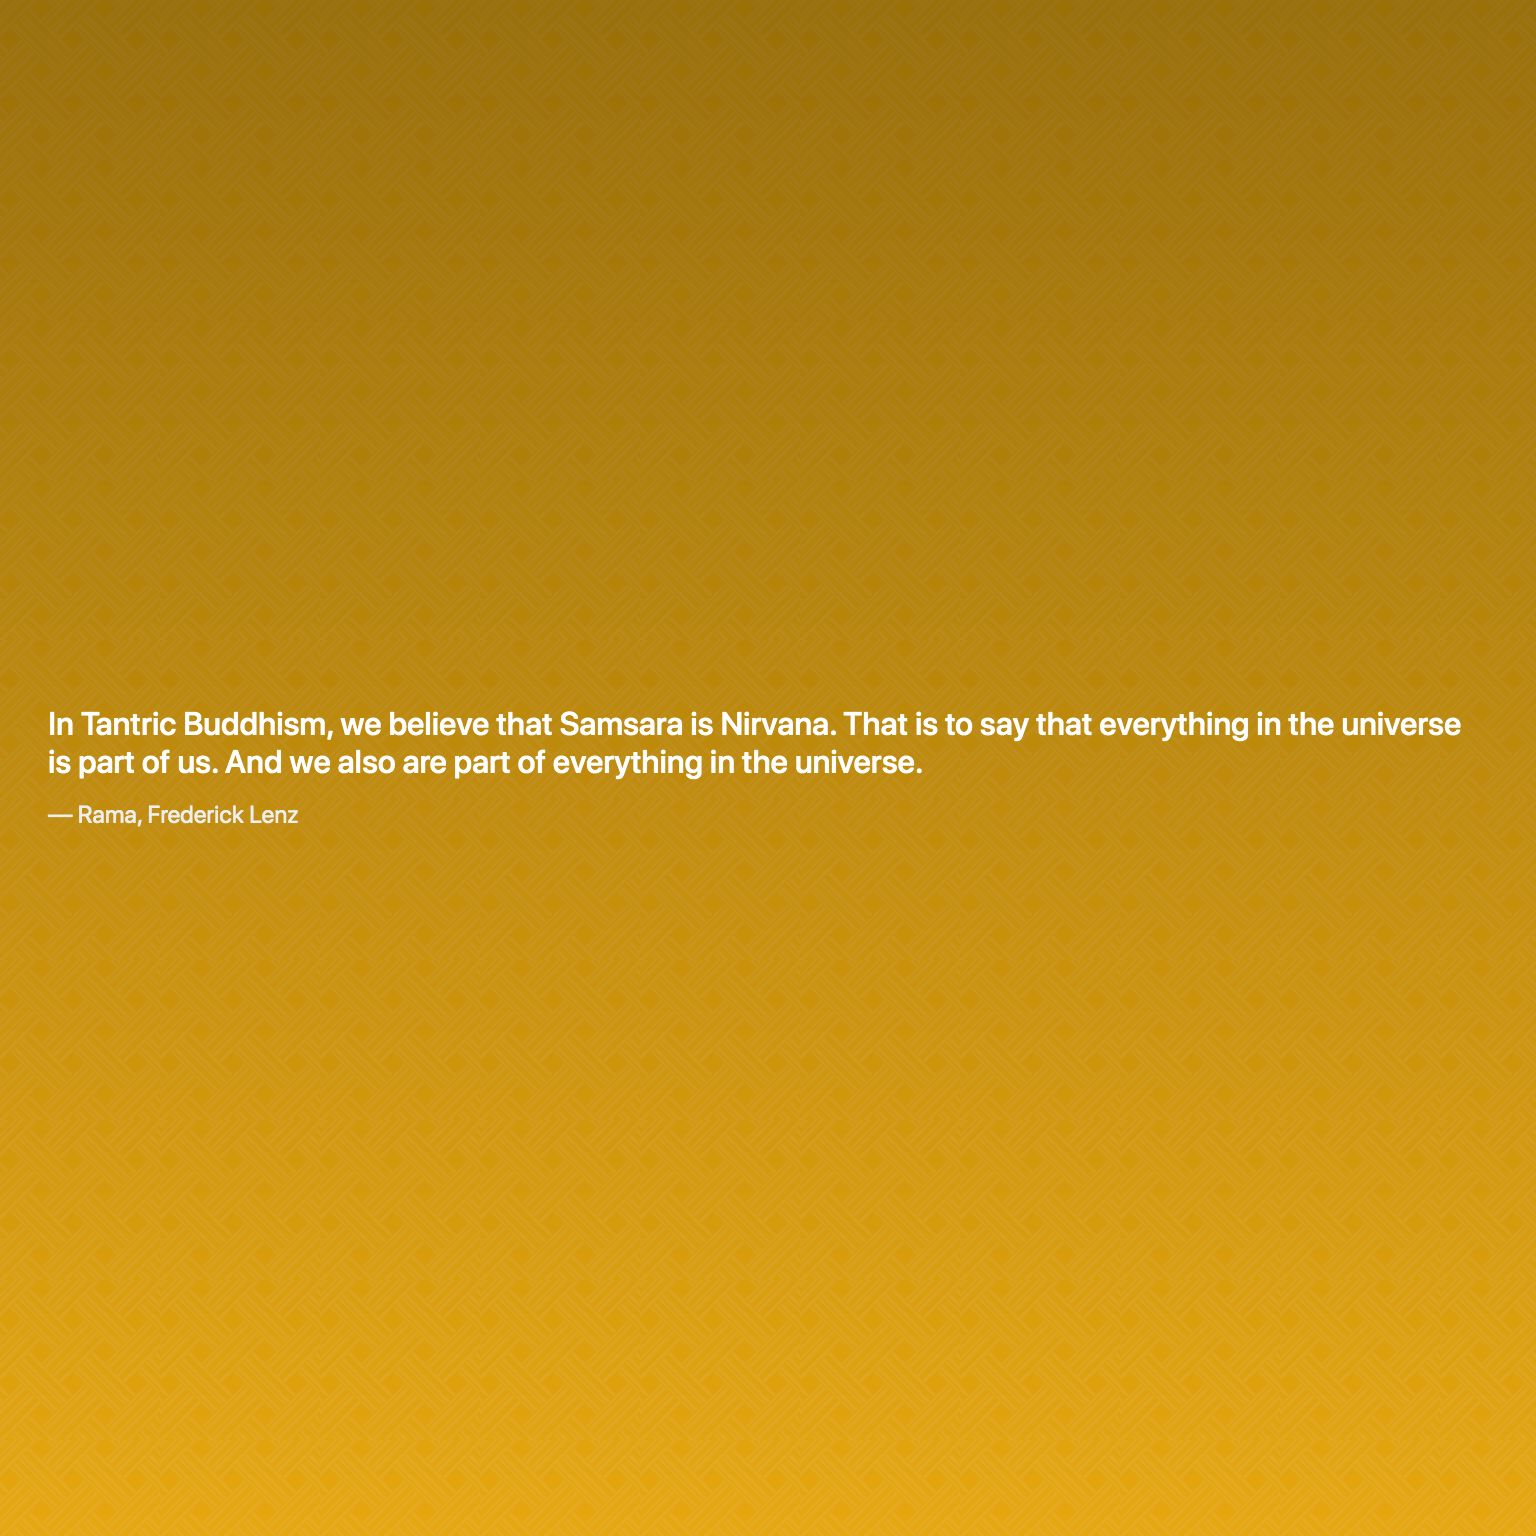 In Tantric Buddhism, we believe that Samsara is Nirvana. That is to say that everything in the universe
is part of us. And we also are part of everything in the universe.
— Rama, Frederick Lenz